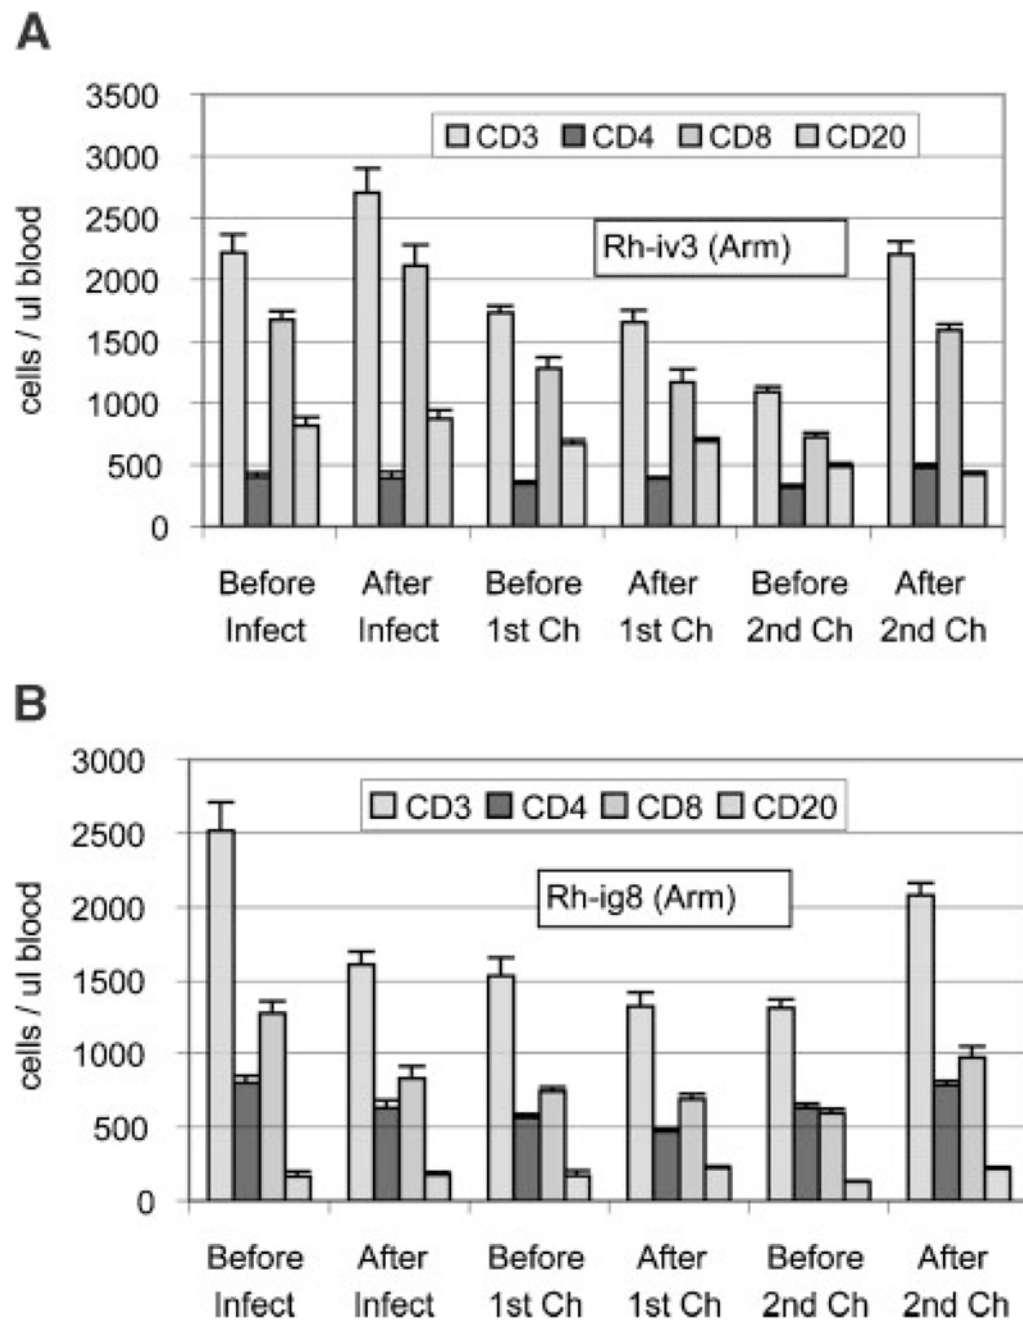 A
3500
3000
2500
2000
1500
1000
500
0
cells / ul blood
CD3 CD4 CD8 CD20
Rh-iv3 (Arm)
Before After Before After Before After
Infect Infect 1st Ch 1st Ch 2nd Ch 2nd Ch
B
3000
2500
2000
1500
1000
500
0
cells / ul blood
CD3 CD4 CD8 CD20
Rh-ig8 (Arm)
Before After Before After Before After
Infect Infect 1st Ch 1st Ch 2nd Ch 2nd Ch